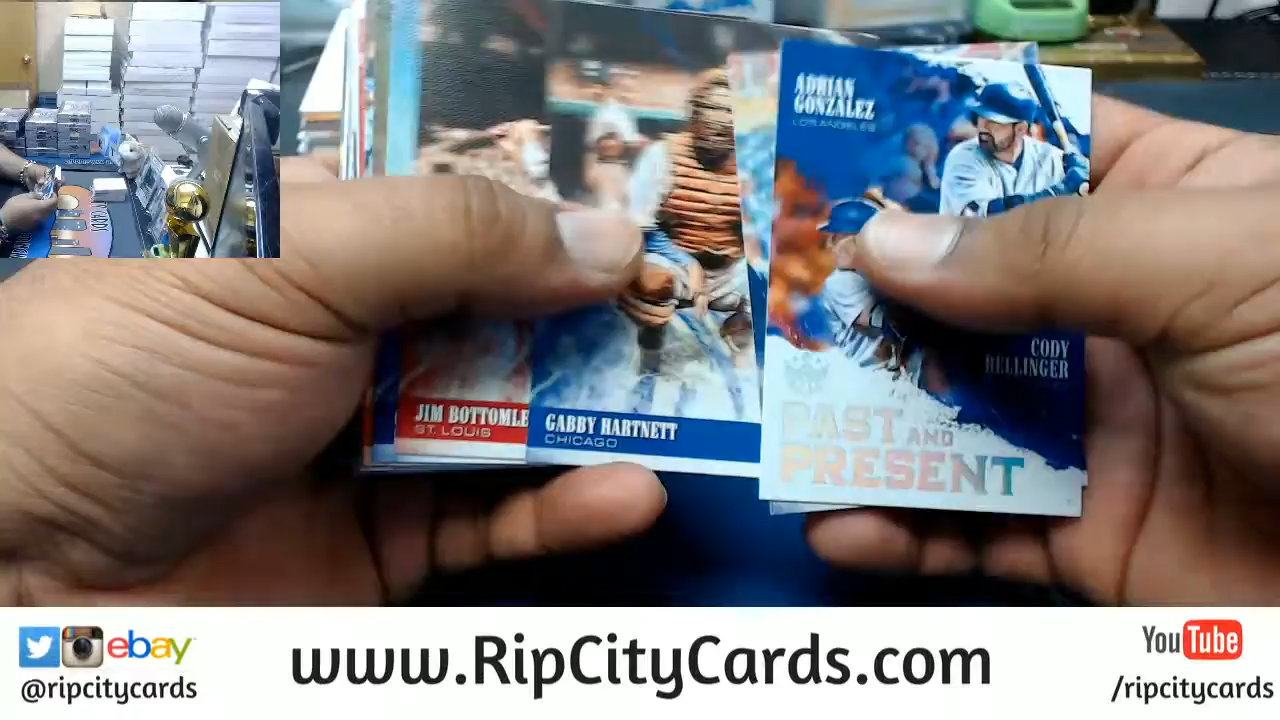 ADRIAN
GONZALEZ
LOS ANGELES
CODY
BELLINGER
PAST AND
PRESENT
JIM BOTTOMLE
ST. LOUIS
GABBY HARTNETT
CHICAGO
ebay
@ripcitycards
www.RipCityCards.com
YouTube
/ripcitycards